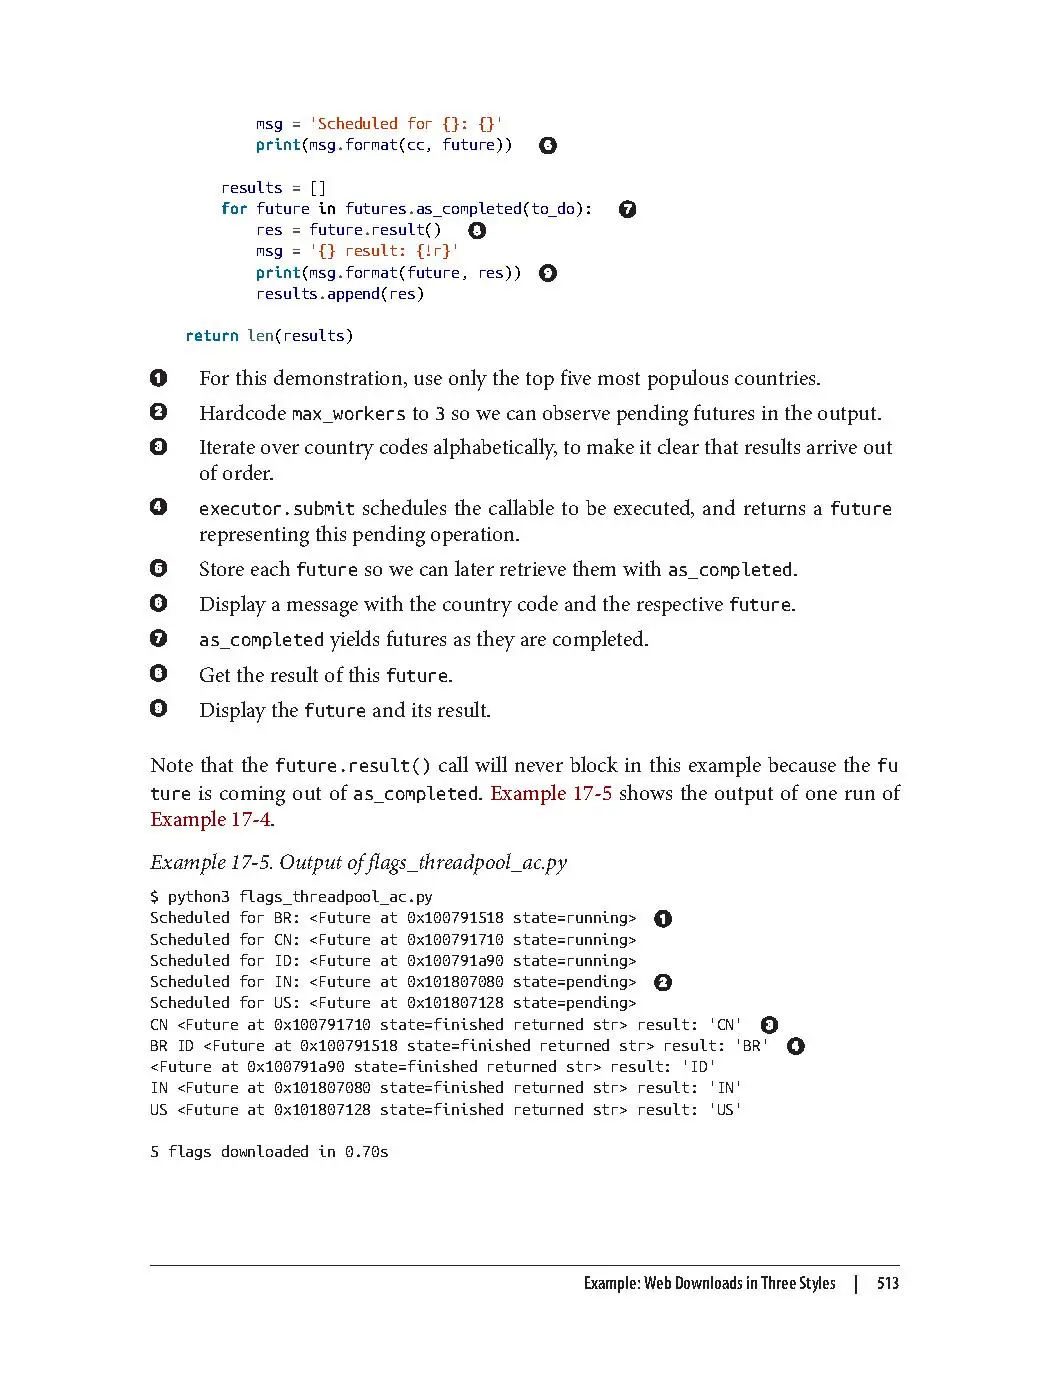 msg = 'Scheduled for {}: {}'
print(msg.format(cc, future)) ❻
results = []
for future in futures.as_completed(to_do): ❼
res = future.result() ❽
msg = '{} result: {!r}'
print(msg.format(future, res)) ❾
results.append(res)
return len(results)
❶ For this demonstration, use only the top five most populous countries.
❷ Hardcode max_workers to 3 so we can observe pending futures in the output.
❸ Iterate over country codes alphabetically, to make it clear that results arrive out
of order.
❹ executor.submit schedules the callable to be executed, and returns a future
representing this pending operation.
❺ Store each future so we can later retrieve them with as_completed.
❻ Display a message with the country code and the respective future.
❼ as_completed yields futures as they are completed.
❽ Get the result of this future.
❾ Display the future and its result.
Note that the future.result() call will never block in this example because the fu
ture is coming out of as_completed. Example 17-5 shows the output of one run of
Example 17-4.
Example 17-5. Output of flags_threadpool_ac.py
$ python3 flags_threadpool_ac.py
Scheduled for BR: <Future at 0x100791518 state=running> ❶
Scheduled for CN: <Future at 0x100791710 state=running>
Scheduled for ID: <Future at 0x100791a90 state=running>
Scheduled for IN: <Future at 0x101807080 state=pending> ❷
Scheduled for US: <Future at 0x101807128 state=pending>
CN <Future at 0x100791710 state=finished returned str> result: 'CN' ❸
BR ID <Future at 0x100791518 state=finished returned str> result: 'BR' ❹
<Future at 0x100791a90 state=finished returned str> result: 'ID'
IN <Future at 0x101807080 state=finished returned str> result: 'IN'
US <Future at 0x101807128 state=finished returned str> result: 'US'
5 flags downloaded in 0.70s
Example: Web Downloads in Three Styles | 513